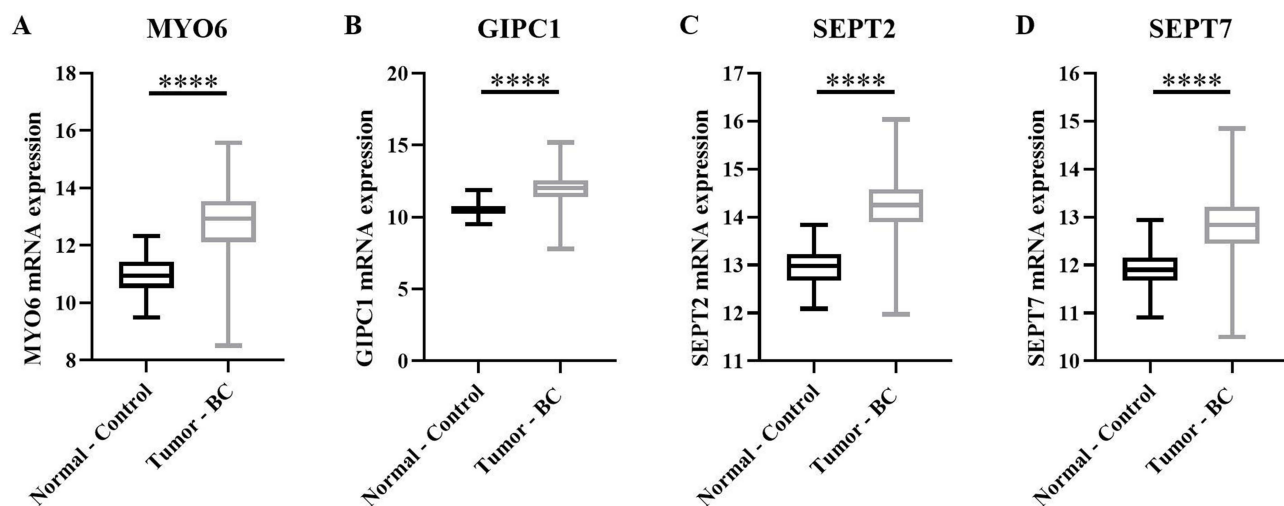 A
MYO6
****
MYO6 mRNA expression
18
16
14
12
10
8
Normal - Control
Tumor - BC
B
GIPC1
****
GIPC1 mRNA expression
20
15
10
5
0
Normal - Control
Tumor - BC
C
SEPT2
****
SEPT2 mRNA expression
17
16
15
14
13
12
11
Normal - Control
Tumor - BC
D
SEPT7
****
SEPT7 mRNA expression
16
15
14
13
12
11
10
Normal - Control
Tumor - BC